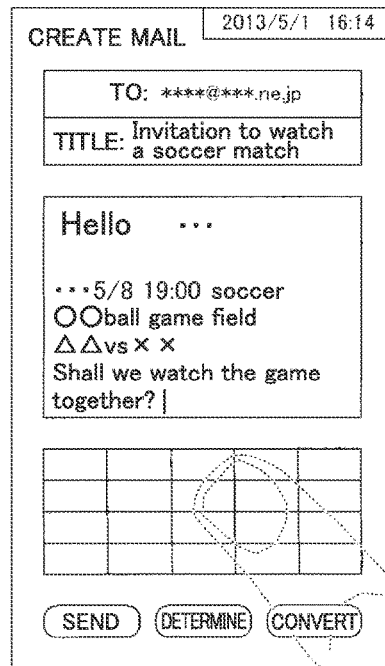 CREATE MAIL
2013/5/1 16:14
TO: ****@***.ne.jp
TITLE: Invitation to watch
a soccer match
Hello ・・・
・・・5/8 19:00 soccer
○○ball game field
△△vs××
Shall we watch the game
together?|
SEND
DETERMINE
CONVERT